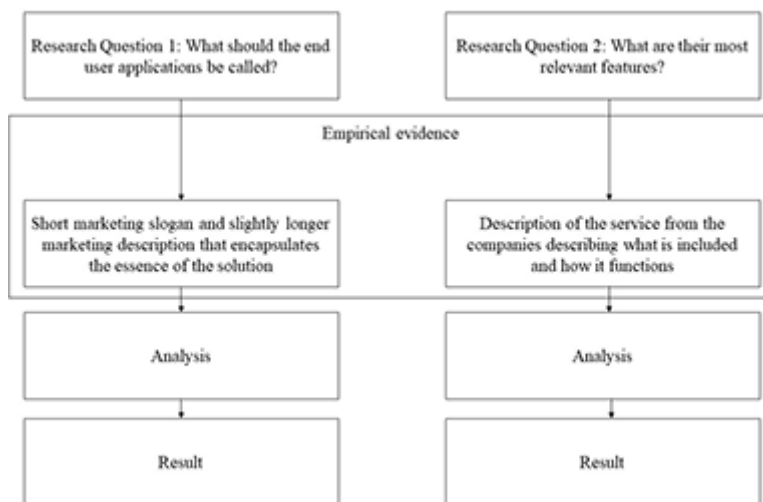 Research Question 1: What should the end
user applications be called?
Research Question 2: What are their most
relevant features?
Empirical evidence
Short marketing slogan and slightly longer
marketing description that encapsulates
the essence of the solution
Description of the service from the
companies describing what is included
and how it functions
Analysis
Analysis
Result
Result